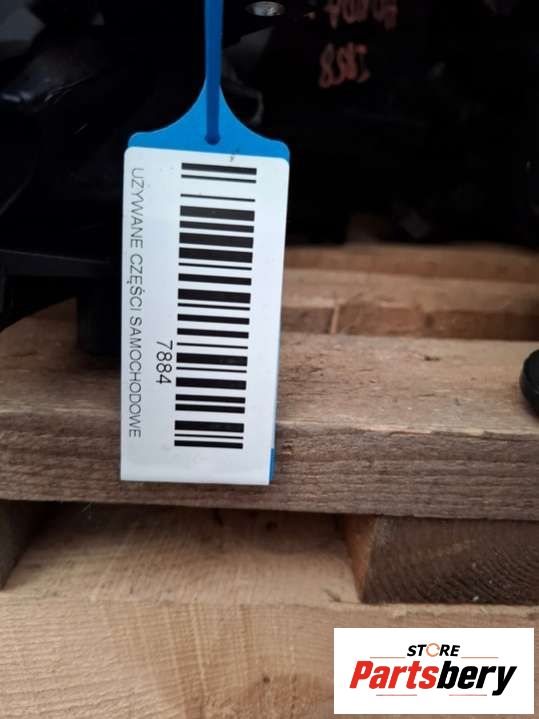 UŻYWANE CZĘŚCI SAMOCHODOWE
7884
STORE
Partsbery